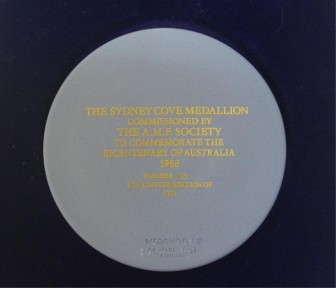 THE SYDNEY COVE MEDALLION
COMMISSIONED BY
THE A.M.P. SOCIETY
TO COMMEMORATE THE
BICENTENARY OF AUSTRALIA
1988
NUMBER
IN A LIMITED EDITION OF
WEDGWOOD